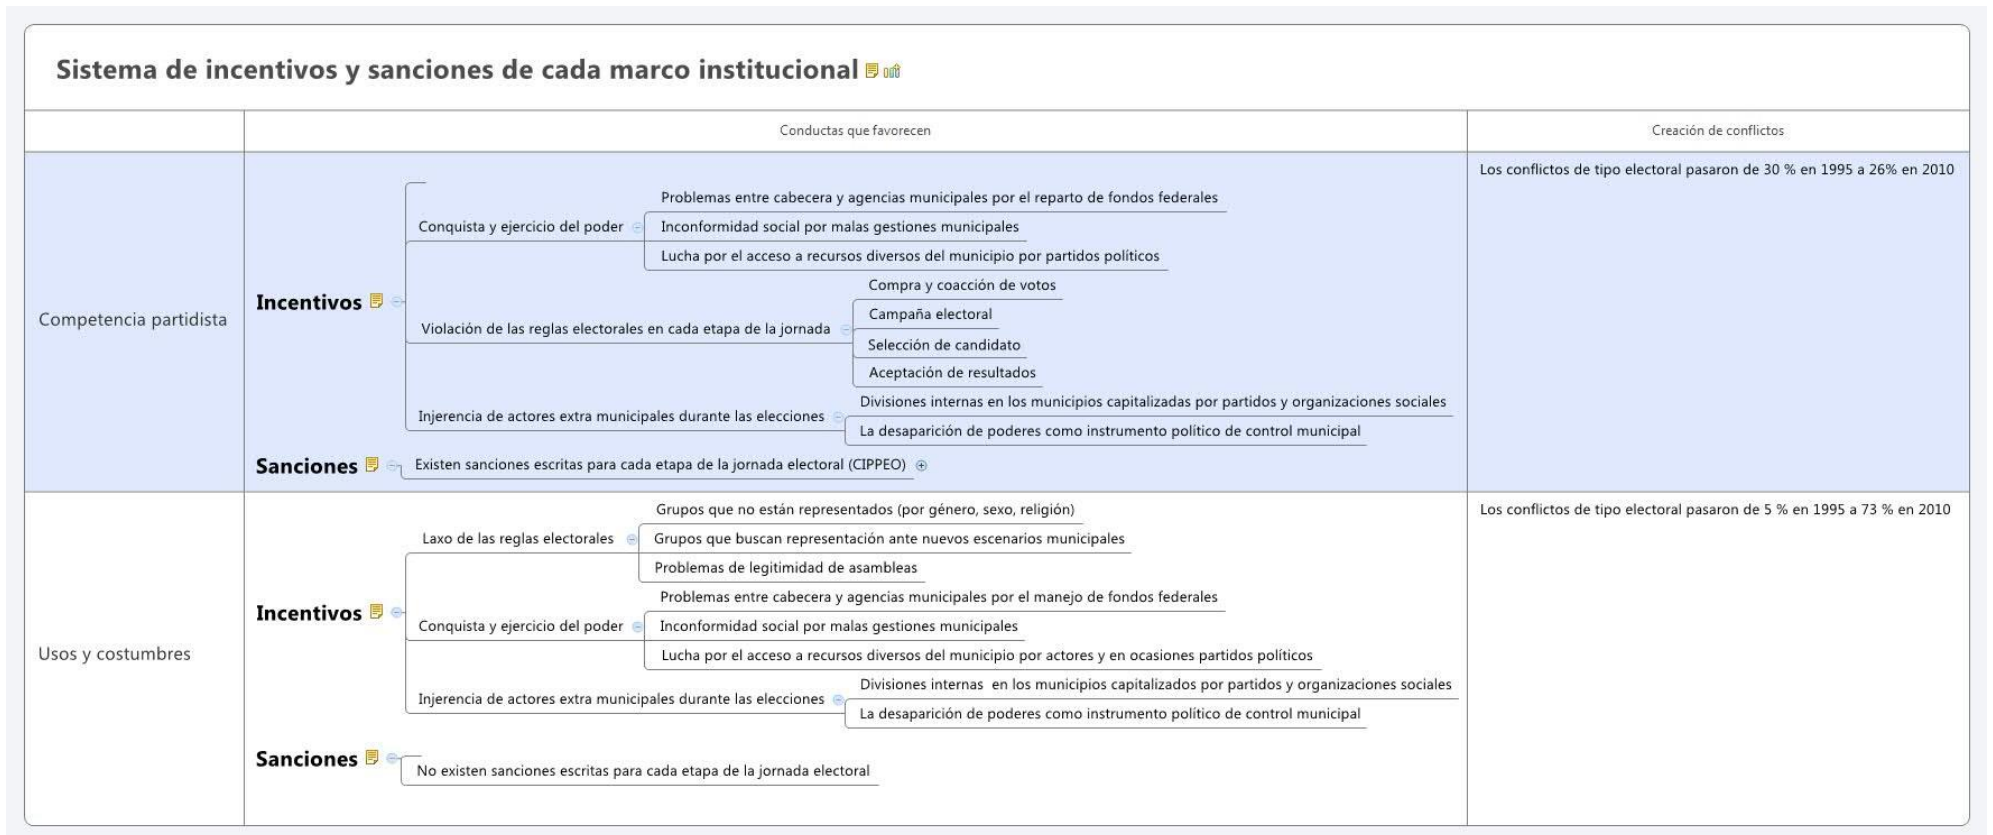 Sistema de incentivos y sanciones de cada marco institucional
Conductas que favorecen
Creación de conflictos
Competencia partidista
Incentivos
Conquista y ejercicio del poder
Problemas entre cabecera y agencias municipales por el reparto de fondos federales
Inconformidad social por malas gestiones municipales
Lucha por el acceso a recursos diversos del municipio por partidos políticos
Violación de las reglas electorales en cada etapa de la jornada
Compra y coacción de votos
Campaña electoral
Selección de candidato
Aceptación de resultados
Injerencia de actores extra municipales durante las elecciones
Divisiones internas en los municipios capitalizadas por partidos y organizaciones sociales
La desaparición de poderes como instrumento político de control municipal
Sanciones
Existen sanciones escritas para cada etapa de la jornada electoral (CIPPEO)
Los conflictos de tipo electoral pasaron de 30 % en 1995 a 26% en 2010
Usos y costumbres
Incentivos
Laxo de las reglas electorales
Grupos que no están representados (por género, sexo, religión)
Grupos que buscan representación ante nuevos escenarios municipales
Problemas de legitimidad de asambleas
Conquista y ejercicio del poder
Problemas entre cabecera y agencias municipales por el manejo de fondos federales
Inconformidad social por malas gestiones municipales
Lucha por el acceso a recursos diversos del municipio por actores y en ocasiones partidos políticos
Injerencia de actores extra municipales durante las elecciones
Divisiones internas en los municipios capitalizados por partidos y organizaciones sociales
La desaparición de poderes como instrumento político de control municipal
Sanciones
No existen sanciones escritas para cada etapa de la jornada electoral
Los conflictos de tipo electoral pasaron de 5 % en 1995 a 73 % en 2010